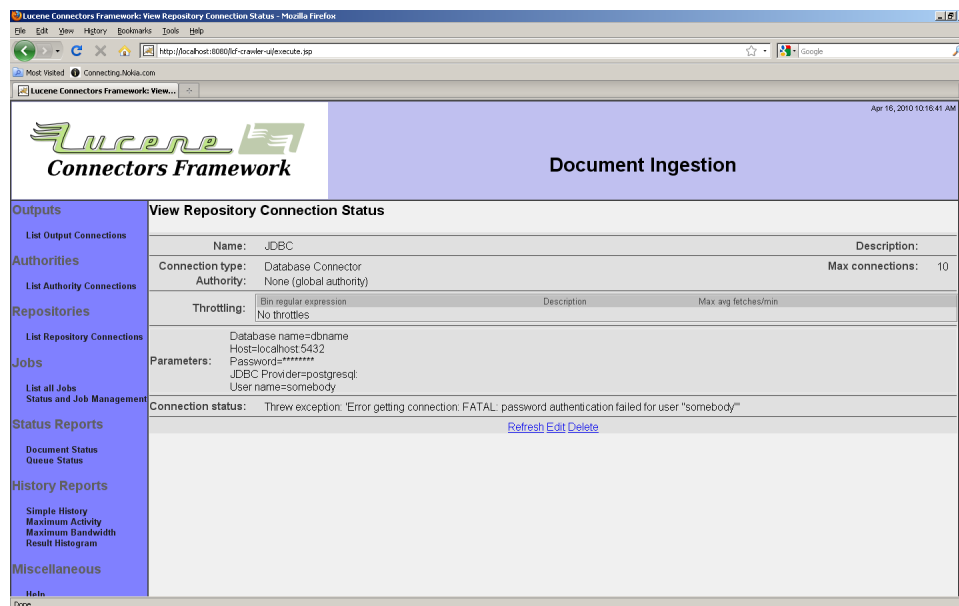 Lucene Connectors Framework: View Repository Connection Status - Mozilla Firefox
File Edit View History Bookmarks Tools Help
http://localhost:8080/lcf-crawler-ui/execute.jsp
Google
Most Visited Connecting.Nokia.com
Lucene Connectors Framework: View...
Apr 16, 2010 10:16:41 AM
Lucene
Connectors Framework
Document Ingestion
Outputs
List Output Connections
Authorities
List Authority Connections
Repositories
List Repository Connections
Jobs
List all Jobs
Status and Job Management
Status Reports
Document Status
Queue Status
History Reports
Simple History
Maximum Activity
Maximum Bandwidth
Result Histogram
Miscellaneous
Help
View Repository Connection Status
Name: JDBC Description:
Connection type: Database Connector Max connections: 10
Authority: None (global authority)
Throttling:
Bin regular expression Description Max avg fetches/min
No throttles
Parameters:
Database name=dbname
Host=localhost:5432
Password=********
JDBC Provider=postgresql:
User name=somebody
Connection status: Threw exception: 'Error getting connection: FATAL: password authentication failed for user "somebody"'
Refresh Edit Delete
Done